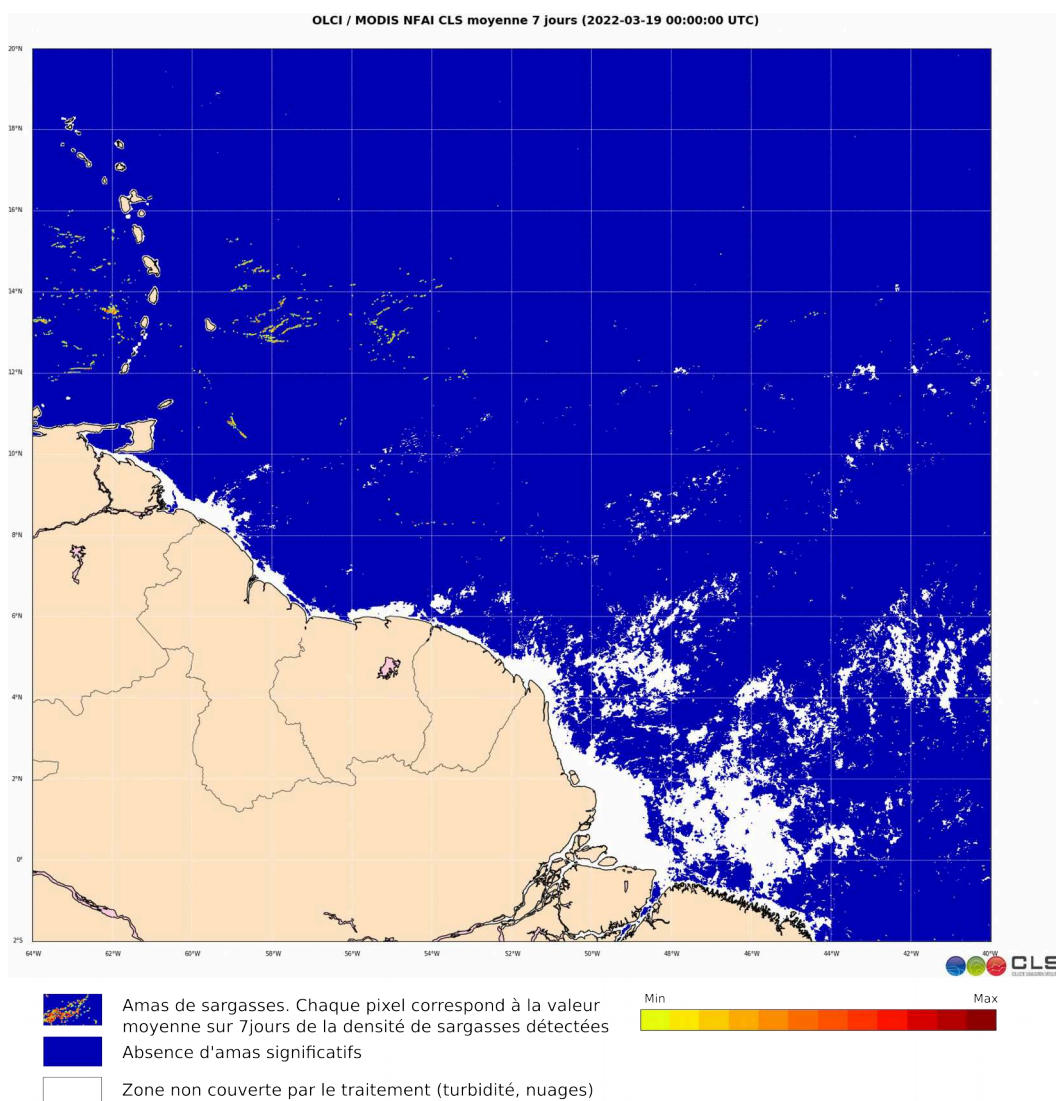 OLCI / MODIS NFAI CLS moyenne 7 jours (2022-03-19 00:00:00 UTC)
20°N
18°N
16°N
14°N
12°N
10°N
8°N
6°N
4°N
2°N
0°
2°S
64°W 62°W 60°W 58°W 56°W 54°W 52°W 50°W 48°W 46°W 44°W 42°W 40°W
CLS
Min Max
Amas de sargasses. Chaque pixel correspond à la valeur
moyenne sur 7jours de la densité de sargasses détectées
Absence d'amas significatifs
Zone non couverte par le traitement (turbidité, nuages)